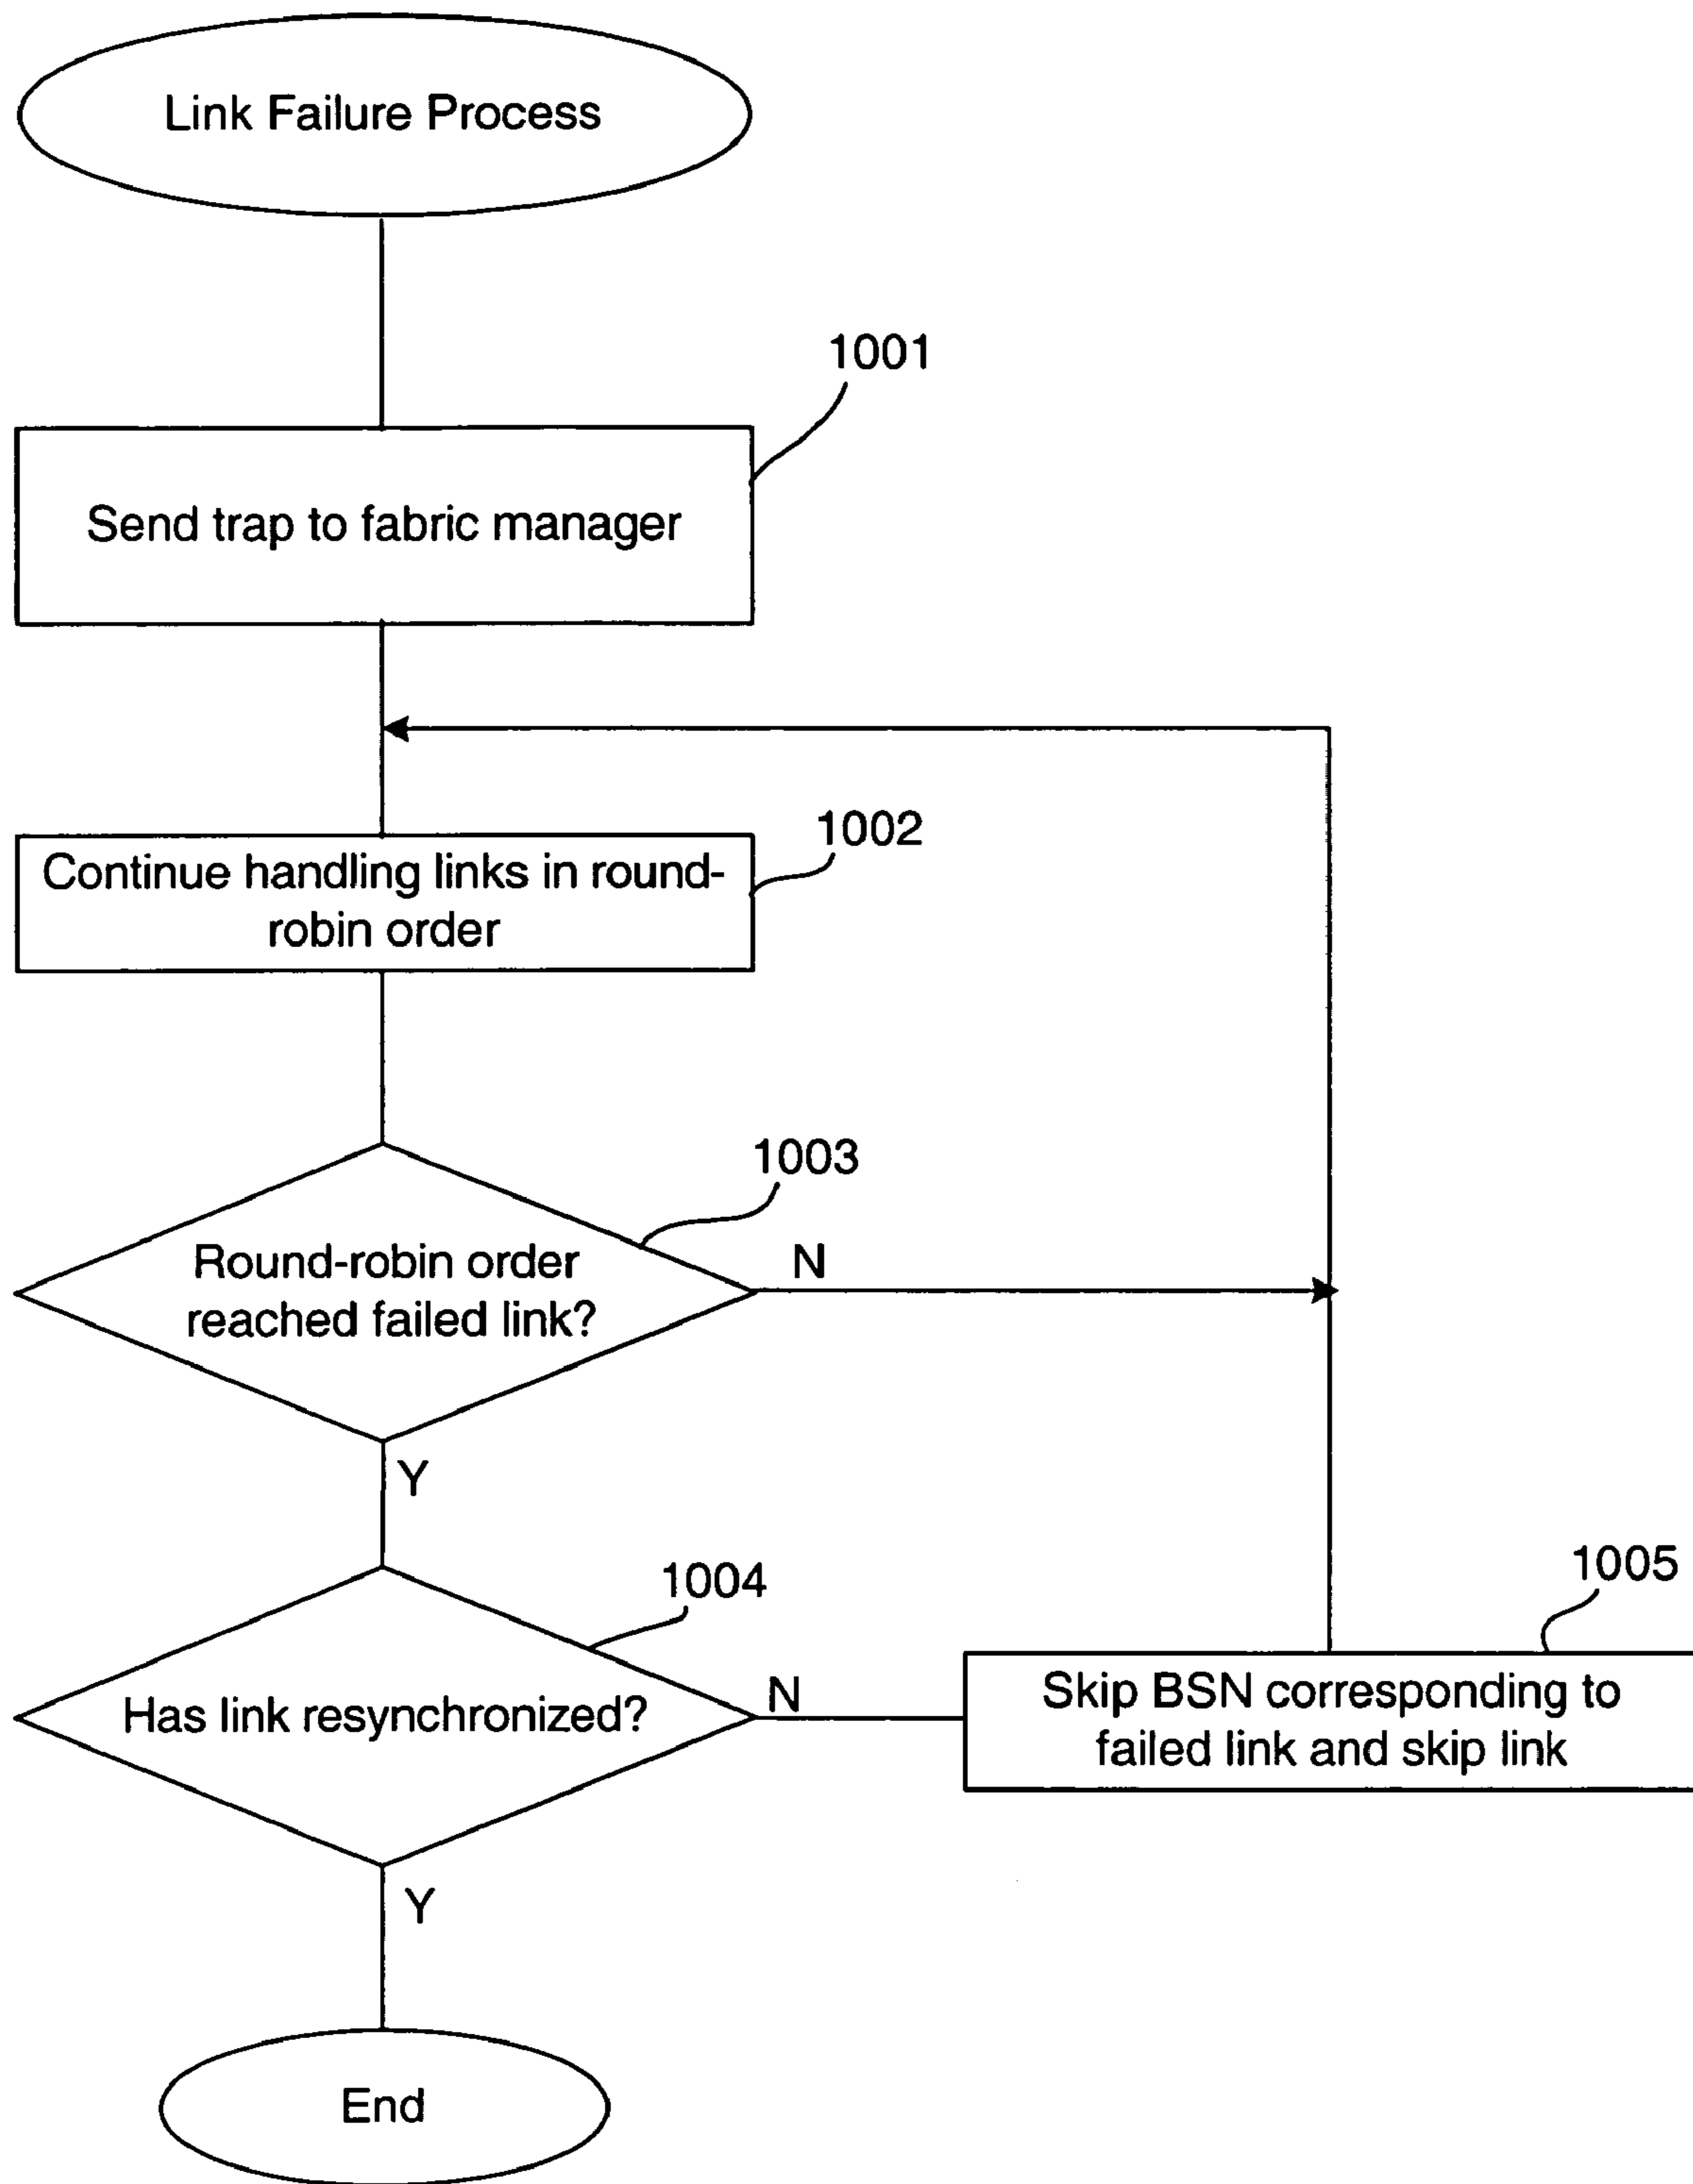 Link Failure Process
1001
Send trap to fabric manager
1002
Continue handling links in round-
robin order
1003
Round-robin order
reached failed link?
N
Y
1004
Has link resynchronized?
N
1005
Skip BSN corresponding to
failed link and skip link
Y
End